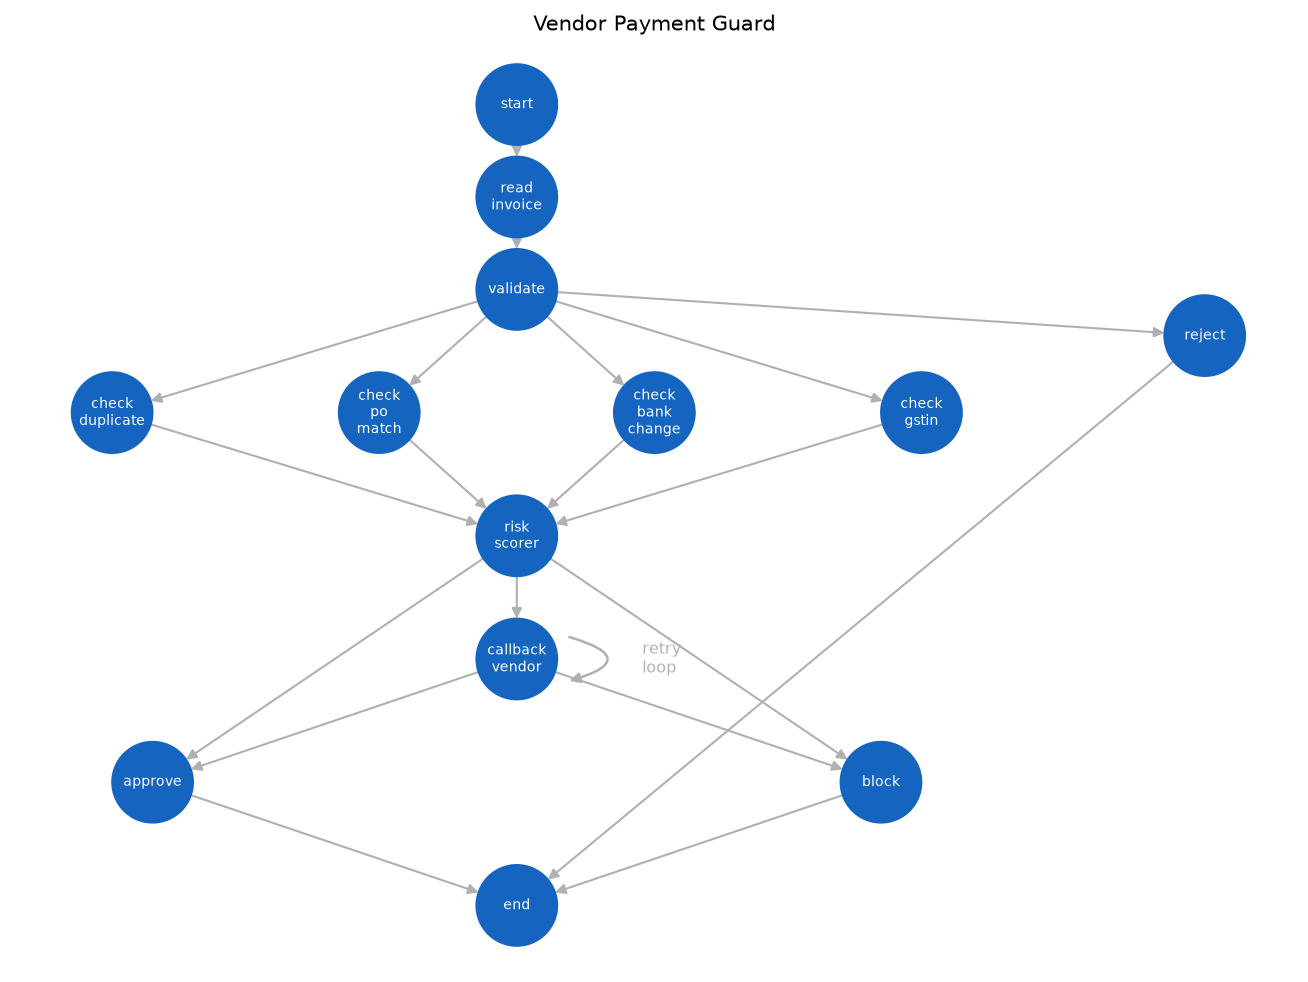 Vendor Payment Guard
start
read
invoice
validate
reject
check
duplicate
check
po
match
check
bank
change
check
gstin
risk
scorer
callback
vendor
retry
loop
approve
block
end